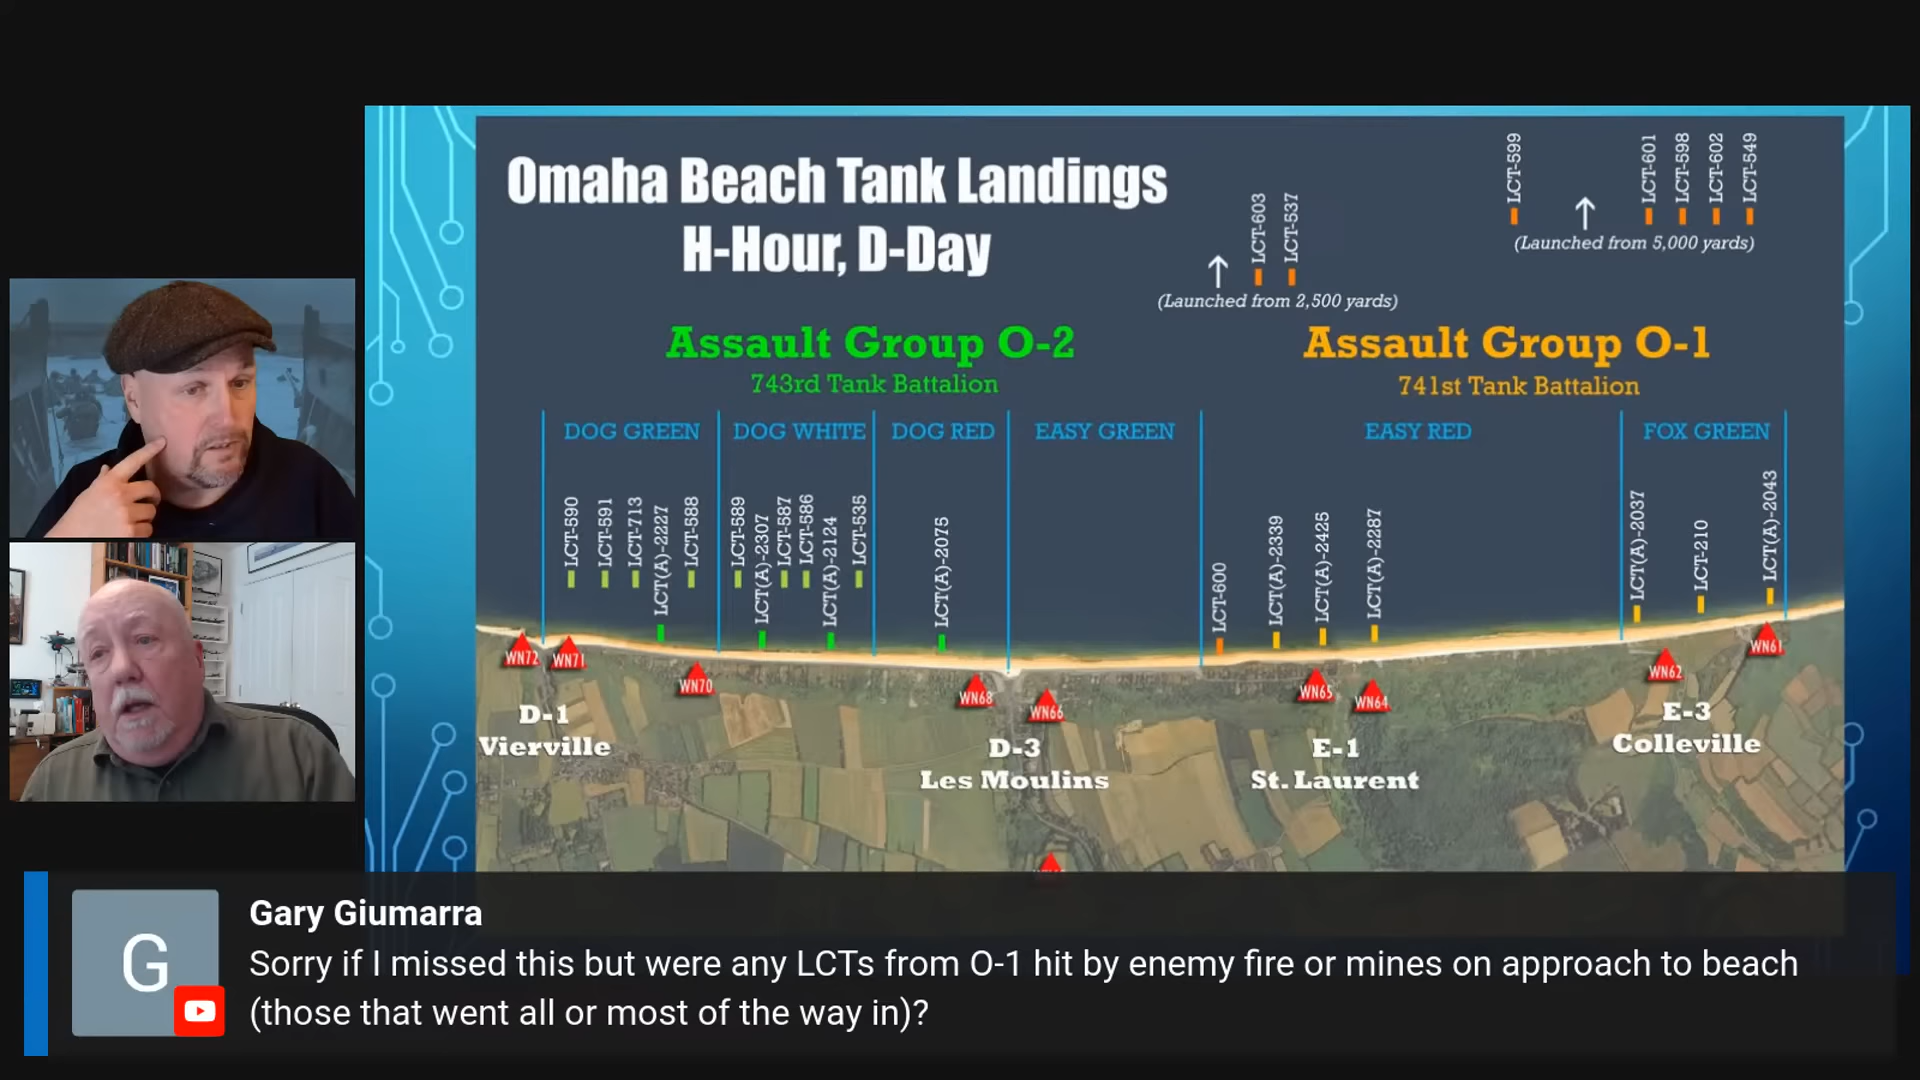 Omaha Beach Tank Landings
H-Hour, D-Day
LCT-603
LCT-537
(Launched from 2,500 yards)
LCT-599
LCT-601
LCT-598
LCT-602
LCT-549
(Launched from 5,000 yards)
Assault Group O-2
743rd Tank Battalion
Assault Group O-1
741st Tank Battalion
DOG GREEN
DOG WHITE
DOG RED
EASY GREEN
EASY RED
FOX GREEN
LCT-590
LCT-591
LCT-713
LCT(A)-2227
LCT-588
LCT-589
LCT(A)-2307
LCT-587
LCT-586
LCT(A)-2124
LCT-535
LCT(A)-2075
LCT-600
LCT(A)-2339
LCT(A)-2425
LCT(A)-2287
LCT(A)-2037
LCT-210
LCT(A)-2043
WN72
WN71
WN70
WN68
WN66
WN65
WN64
WN62
WN61
D-1
Vierville
D-3
Les Moulins
E-1
St. Laurent
E-3
Colleville
G
Gary Giumarra
Sorry if I missed this but were any LCTs from O-1 hit by enemy fire or mines on approach to beach
(those that went all or most of the way in)?